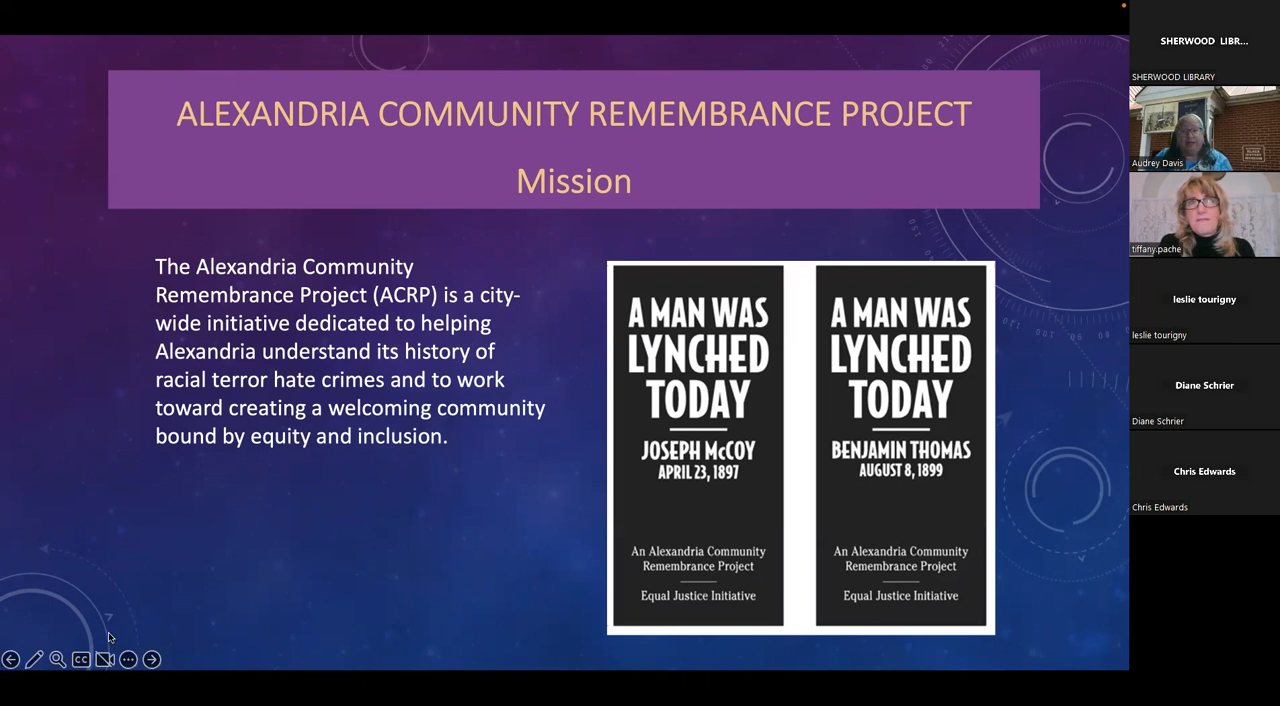 ALEXANDRIA COMMUNITY REMEMBRANCE PROJECT
Mission
The Alexandria Community
Remembrance Project (ACRP) is a city-
wide initiative dedicated to helping
Alexandria understand its history of
racial terror hate crimes and to work
toward creating a welcoming community
bound by equity and inclusion.
A MAN WAS
LYNCHED
TODAY
JOSEPH McCOY
APRIL 23, 1897
An Alexandria Community
Remembrance Project
Equal Justice Initiative
A MAN WAS
LYNCHED
TODAY
BENJAMIN THOMAS
AUGUST 8, 1899
An Alexandria Community
Remembrance Project
Equal Justice Initiative
CC
SHERWOOD LIBR...
SHERWOOD LIBRARY
Audrey Davis
tiffany.pache
leslie tourigny
leslie tourigny
Diane Schrier
Diane Schrier
Chris Edwards
Chris Edwards